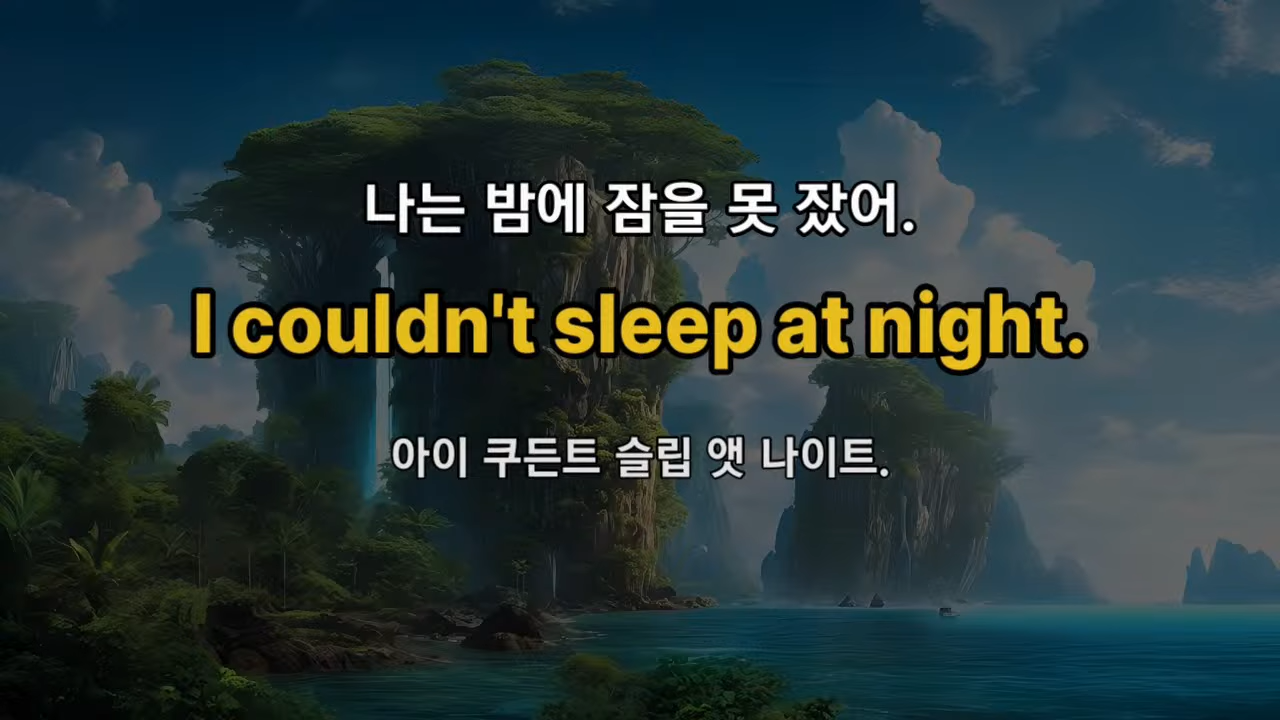 나는 밤에 잠을 못 잤어.
I couldn't sleep at night.
아이 쿠든트 슬립 앳 나이트.